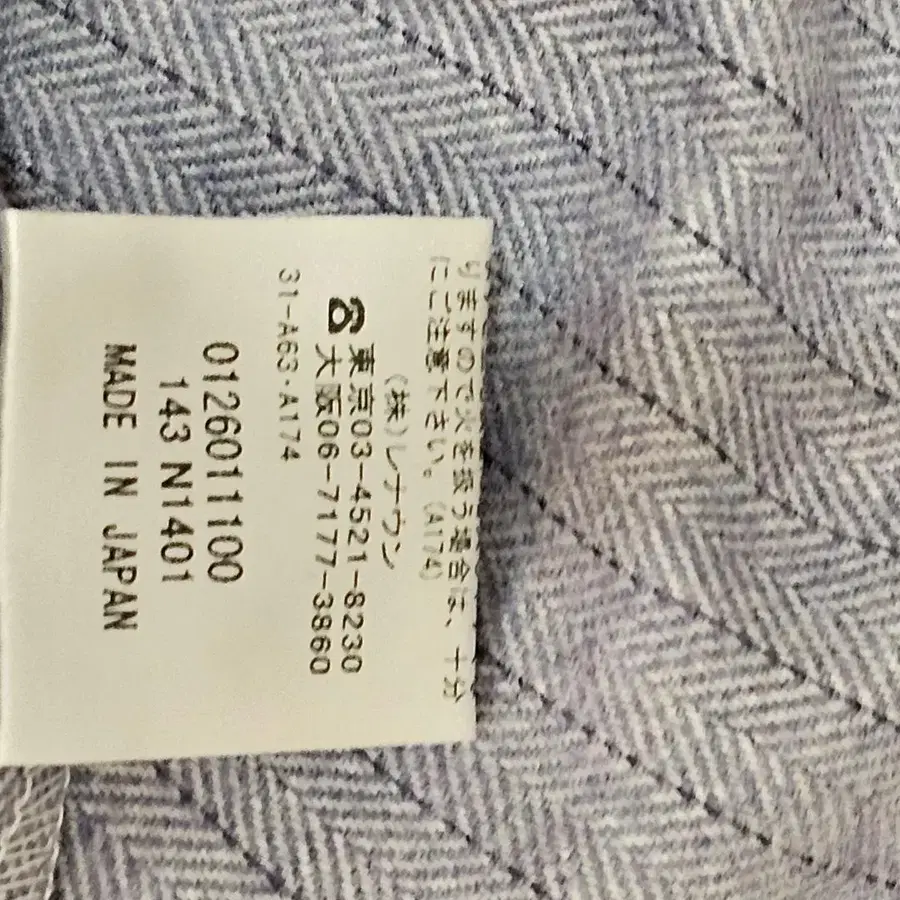 りますので火を扱う場合は、十分
にご注意下さい。(A174)
(株)レナウン
東京03-4521-8230
大阪06-7177-3860
31-A63・A174
0126011100
143 N1401
MADE IN JAPAN